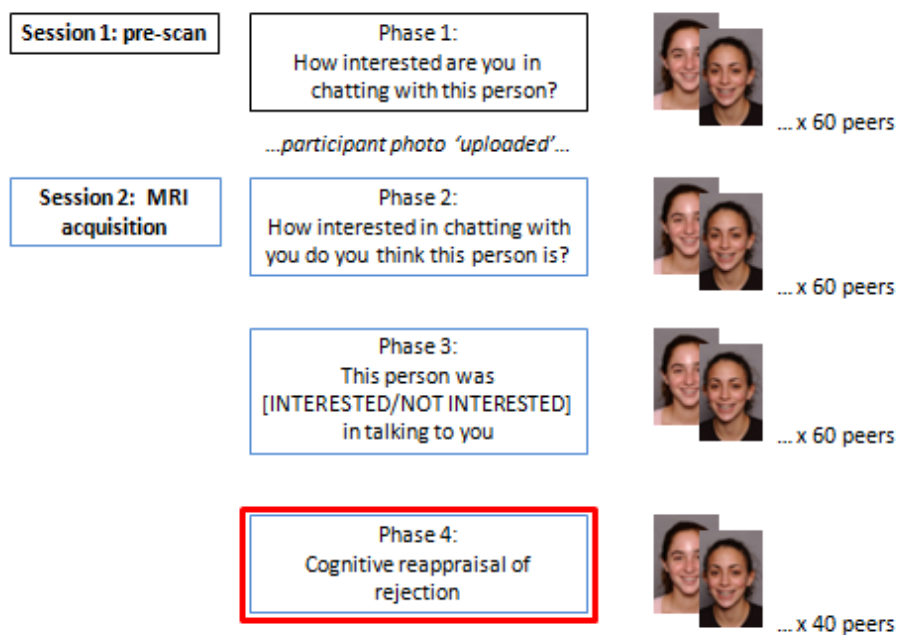 Session 1: pre-scan
Phase 1:
How interested are you in
chatting with this person?
... x 60 peers
...participant photo ‘uploaded’...
Session 2: MRI
acquisition
Phase 2:
How interested in chatting with
you do you think this person is?
... x 60 peers
Phase 3:
This person was
[INTERESTED/NOT INTERESTED]
in talking to you
... x 60 peers
Phase 4:
Cognitive reappraisal of
rejection
... x 40 peers